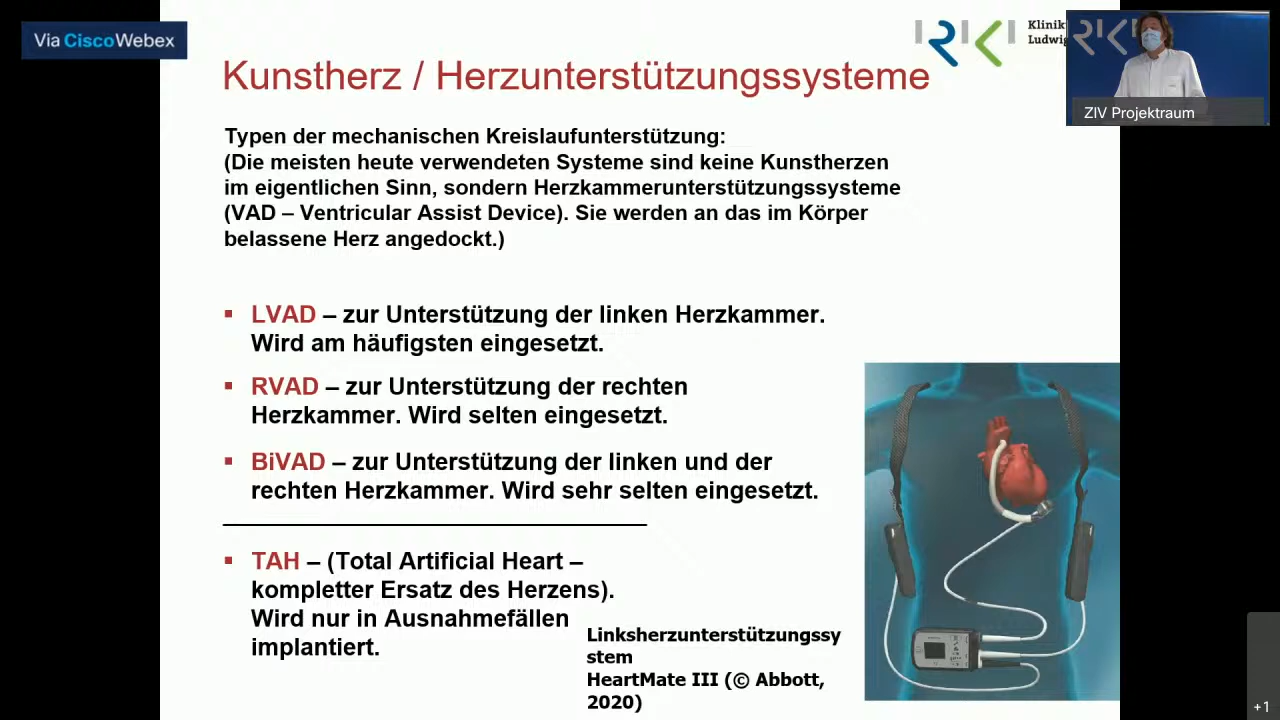 Via Cisco Webex
RKI
Klinik
Ludwig
RKI
ZIV Projektraum
Kunstherz / Herzunterstützungssysteme
Typen der mechanischen Kreislaufunterstützung:
(Die meisten heute verwendeten Systeme sind keine Kunstherzen
im eigentlichen Sinn, sondern Herzkammerunterstützungssysteme
(VAD – Ventricular Assist Device). Sie werden an das im Körper
belassene Herz angedockt.)
▪ LVAD – zur Unterstützung der linken Herzkammer.
Wird am häufigsten eingesetzt.
▪ RVAD – zur Unterstützung der rechten
Herzkammer. Wird selten eingesetzt.
▪ BiVAD – zur Unterstützung der linken und der
rechten Herzkammer. Wird sehr selten eingesetzt.
▪ TAH – (Total Artificial Heart –
kompletter Ersatz des Herzens).
Wird nur in Ausnahmefällen
implantiert.
Linksherzunterstützungssy
stem
HeartMate III (© Abbott,
2020)
+1